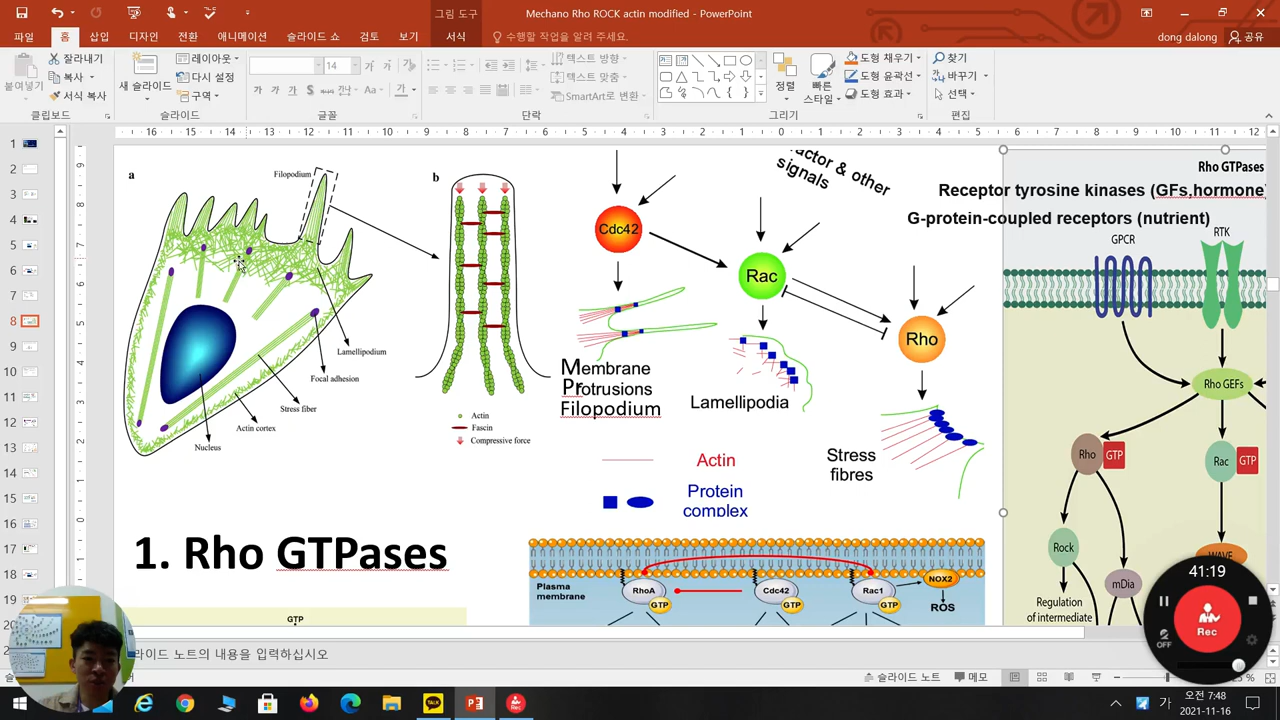 그리기 도구
Mechano Rho ROCK actin modified - PowerPoint
파일 홈 삽입 디자인 전환 애니메이션 슬라이드 쇼 검토 보기 서식 수행할 작업을 알려 주세요.
dong dalong 공유
붙여넣기
잘라내기
복사
서식 복사
클립보드
새 슬라이드
레이아웃
다시 설정
구역
슬라이드
14
글꼴
텍스트 방향
텍스트 맞춤
SmartArt로 변환
단락
정렬
빠른 스타일
도형 채우기
도형 윤곽선
도형 효과
그리기
찾기
바꾸기
선택
편집
a
Filopodium
Lamellipodium
Focal adhesion
Stress fiber
Actin cortex
Nucleus
b
Actin
Fascin
Compressive force
actor & other
signals
Cdc42
Rac
Rho
Membrane
Protrusions
Filopodium
Lamellipodia
Stress
fibres
Actin
Protein
complex
1. Rho GTPases
GTP
Plasma
membrane
RhoA
GTP
Cdc42
GTP
Rac1
GTP
NOX2
ROS
Rho GTPases
Receptor tyrosine kinases (GFs,hormone
G-protein-coupled receptors (nutrient)
GPCR
RTK
Rho GEFs
Rho
GTP
Rac
GTP
Rock
mDia
WAVE
Regulation
of intermediate
41:19
Rec
OFF
라이드 노트의 내용을 입력하십시오
슬라이드 노트
메모
오전 7:48
2021-11-16